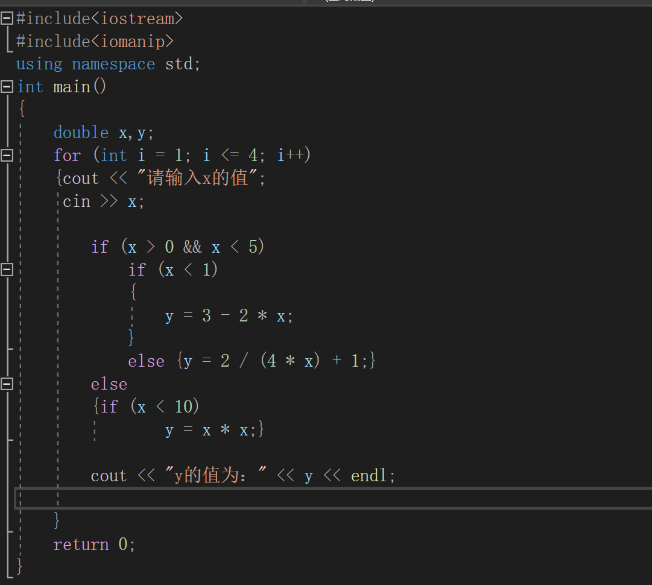 #include<iostream>
#include<iomanip>
using namespace std;
int main()
{
double x,y;
for (int i = 1; i <= 4; i++)
{cout << "请输入x的值";
cin >> x;
if (x > 0 && x < 5)
if (x < 1)
{
y = 3 - 2 * x;
}
else {y = 2 / (4 * x) + 1;}
else
{if (x < 10)
y = x * x;}
cout << "y的值为：" << y << endl;
}
return 0;
}